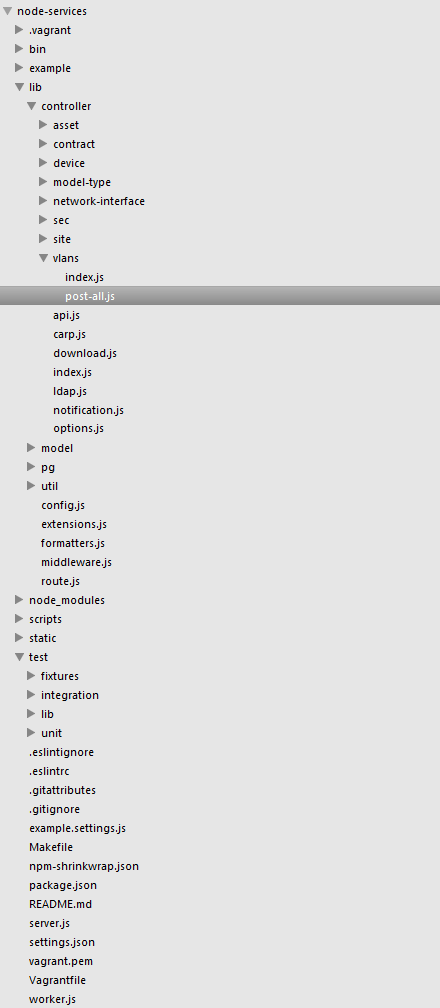 node-services
.vagrant
bin
example
lib
controller
asset
contract
device
model-type
network-interface
sec
site
vlans
index.js
post-all.js
api.js
carp.js
download.js
index.js
ldap.js
notification.js
options.js
model
pg
util
config.js
extensions.js
formatters.js
middleware.js
route.js
node_modules
scripts
static
test
fixtures
integration
lib
unit
.eslintignore
.eslintrc
.gitattributes
.gitignore
example.settings.js
Makefile
npm-shrinkwrap.json
package.json
README.md
server.js
settings.json
vagrant.pem
Vagrantfile
worker.js